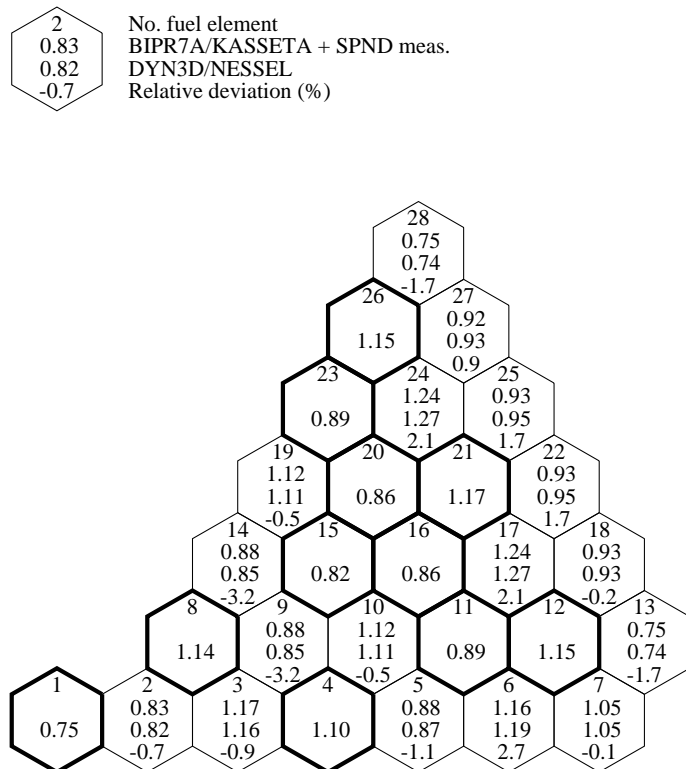 2 No. fuel element
0.83 BIPR7A/KASSETA + SPND meas.
0.82 DYN3D/NESSEL
-0.7 Relative deviation (%)
28
0.75
0.74
-1.7
26 27
0.92
1.15 0.93
0.9
23 24 25
1.24 0.93
0.89 1.27 0.95
2.1 1.7
19 20 21 22
1.12 0.93
1.11 0.86 1.17 0.95
-0.5 1.7
14 15 16 17 18
0.88 1.24 0.93
0.85 0.82 0.86 1.27 0.93
-3.2 2.1 -0.2
8 9 10 11 12 13
0.88 1.12 0.75
1.14 0.85 1.11 0.89 1.15 0.74
-3.2 -0.5 -1.7
1 2 3 4 5 6 7
0.83 1.17 0.88 1.16 1.05
0.75 0.82 1.16 1.10 0.87 1.19 1.05
-0.7 -0.9 -1.1 2.7 -0.1